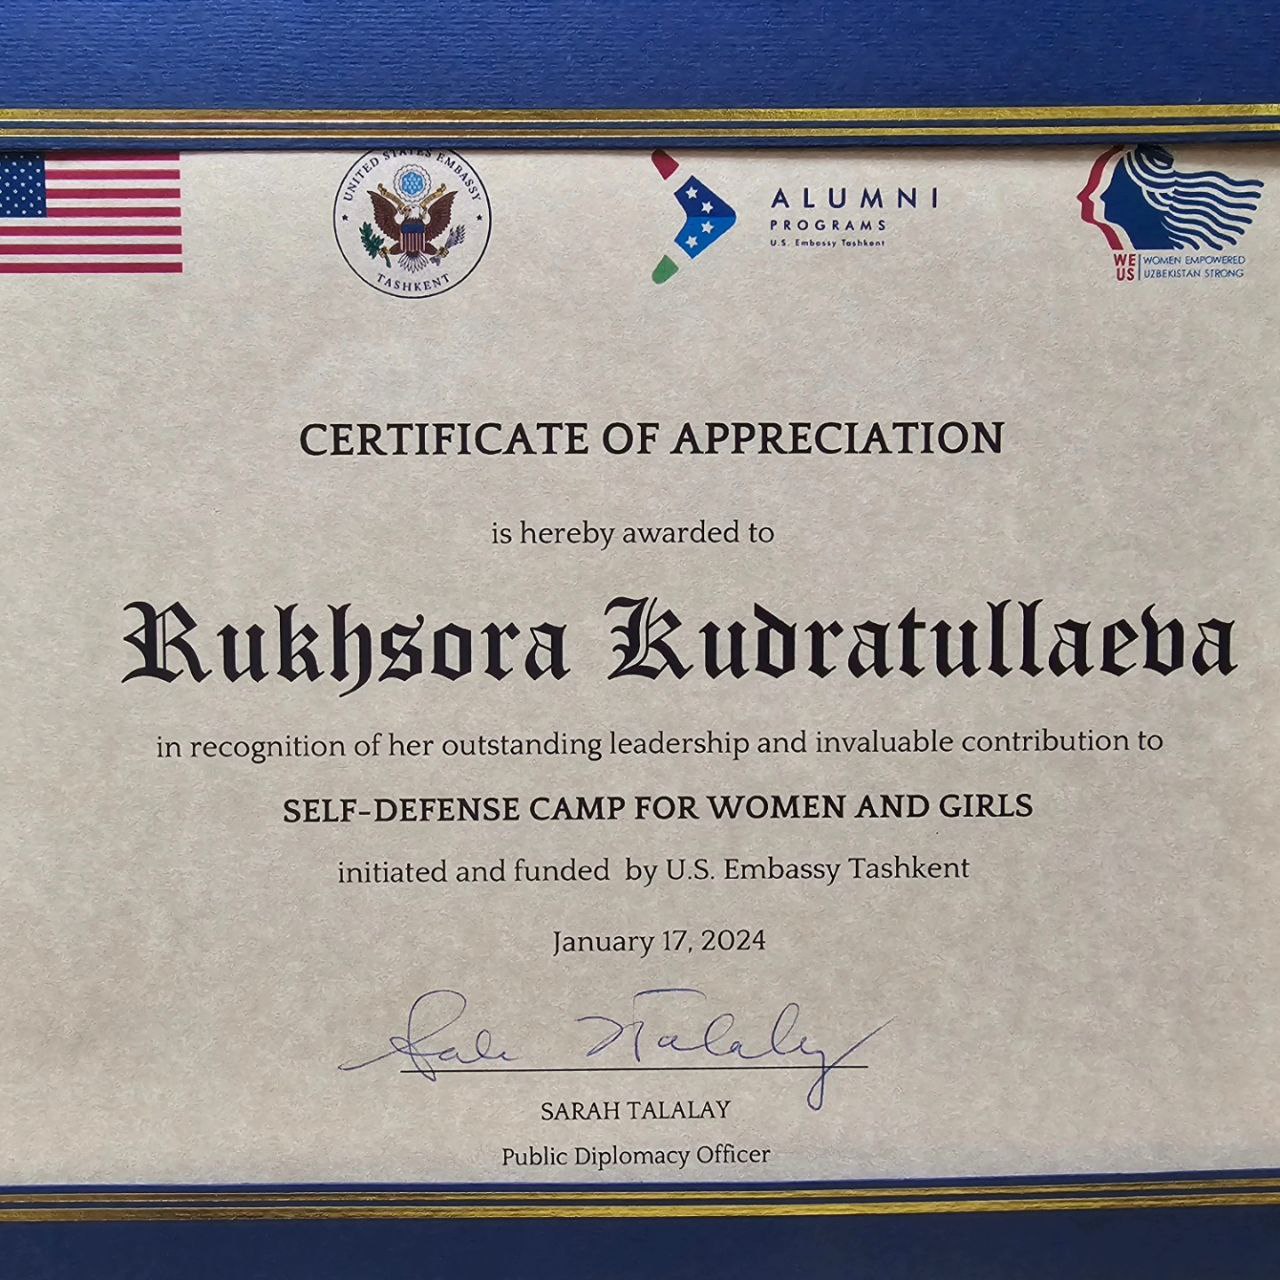 UNITED STATES EMBASSY
TASHKENT
ALUMNI
PROGRAMS
U.S. Embassy Tashkent
WE
US
WOMEN EMPOWERED
UZBEKISTAN STRONG
CERTIFICATE OF APPRECIATION
is hereby awarded to
Rukhsora Kudratullaeva
in recognition of her outstanding leadership and invaluable contribution to
SELF-DEFENSE CAMP FOR WOMEN AND GIRLS
initiated and funded by U.S. Embassy Tashkent
January 17, 2024
Sarah Talalay
SARAH TALALAY
Public Diplomacy Officer